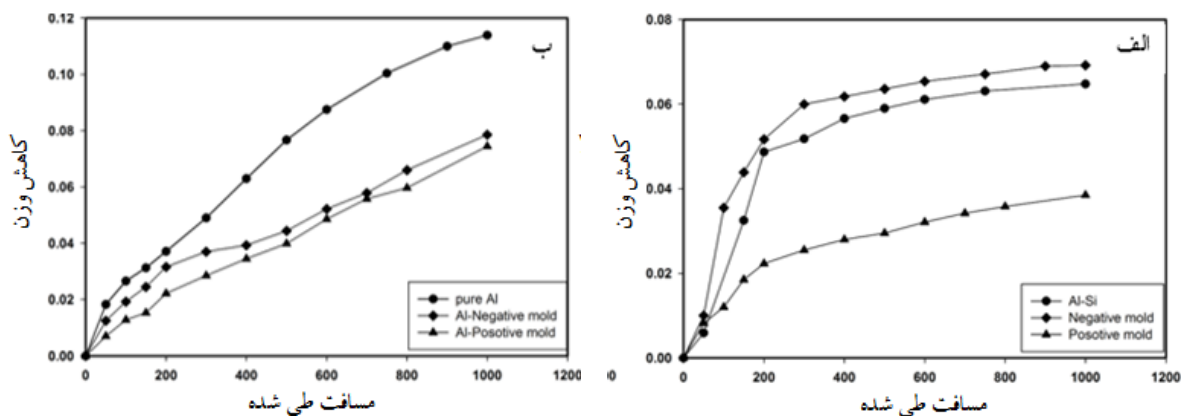 ب
0.12
0.10
0.08
0.06
0.04
0.02
0.00
کاهش وزن
pure Al
Al-Negative mold
Al-Posotive mold
0 200 400 600 800 1000 1200
مسافت طی شده
الف
0.08
0.06
0.04
0.02
0.00
کاهش وزن
Al-Si
Negative mold
Posotive mold
00
0 200 400 600 800 1000 1200
مسافت طی شده